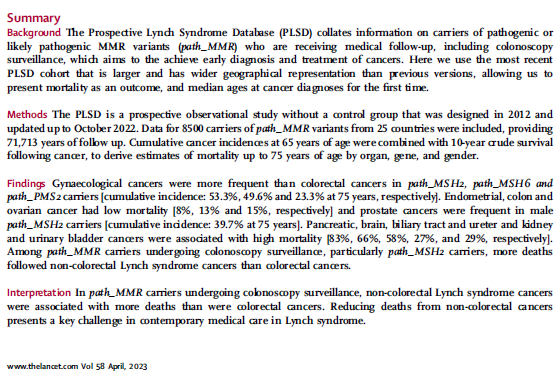 Summary
Background The Prospective Lynch Syndrome Database (PLSD) collates information on carriers of pathogenic or
likely pathogenic MMR variants (path_MMR) who are receiving medical follow-up, including colonoscopy
surveillance, which aims to the achieve early diagnosis and treatment of cancers. Here we use the most recent
PLSD cohort that is larger and has wider geographical representation than previous versions, allowing us to
present mortality as an outcome, and median ages at cancer diagnoses for the first time.
Methods The PLSD is a prospective observational study without a control group that was designed in 2012 and
updated up to October 2022. Data for 8500 carriers of path_MMR variants from 25 countries were included, providing
71,713 years of follow up. Cumulative cancer incidences at 65 years of age were combined with 10-year crude survival
following cancer, to derive estimates of mortality up to 75 years of age by organ, gene, and gender.
Findings Gynaecological cancers were more frequent than colorectal cancers in path_MSH2, path_MSH6 and
path_PMS2 carriers [cumulative incidence: 53.3%, 49.6% and 23.3% at 75 years, respectively]. Endometrial, colon and
ovarian cancer had low mortality [8%, 13% and 15%, respectively] and prostate cancers were frequent in male
path_MSH2 carriers [cumulative incidence: 39.7% at 75 years]. Pancreatic, brain, biliary tract and ureter and kidney
and urinary bladder cancers were associated with high mortality [83%, 66%, 58%, 27%, and 29%, respectively].
Among path_MMR carriers undergoing colonoscopy surveillance, particularly path_MSH2 carriers, more deaths
followed non-colorectal Lynch syndrome cancers than colorectal cancers.
Interpretation In path_MMR carriers undergoing colonoscopy surveillance, non-colorectal Lynch syndrome cancers
were associated with more deaths than were colorectal cancers. Reducing deaths from non-colorectal cancers
presents a key challenge in contemporary medical care in Lynch syndrome.
www.thelancet.com Vol 58 April, 2023